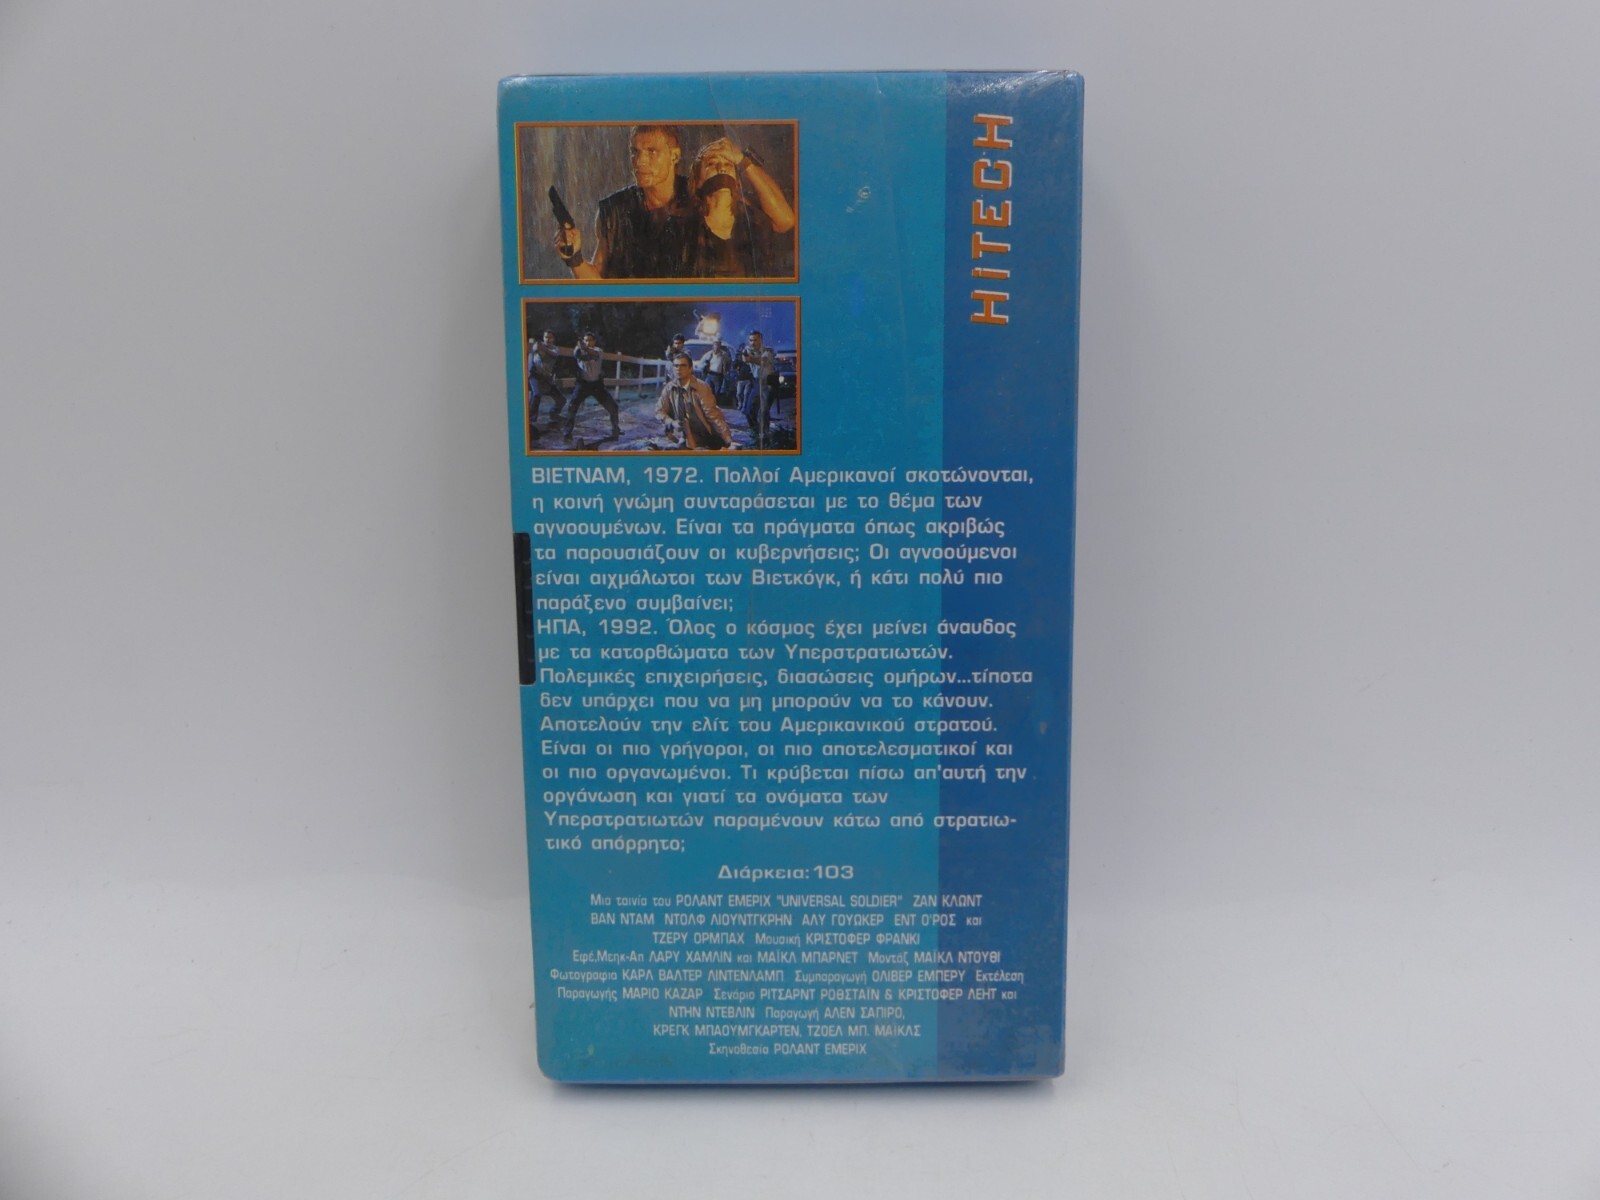 HiTECH
ΒΙΕΤΝΑΜ, 1972. Πολλοί Αμερικανοί σκοτώνονται,
η κοινή γνώμη συνταράσεται με το θέμα των
αγνοουμένων. Είναι τα πράγματα όπως ακριβώς
τα παρουσιάζουν οι κυβερνήσεις; Οι αγνοούμενοι
είναι αιχμάλωτοι των Βιετκόγκ, ή κάτι πολύ πιο
παράξενο συμβαίνει;
ΗΠΑ, 1992. Όλος ο κόσμος έχει μείνει άναυδος
με τα κατορθώματα των Υπερστρατιωτών.
Πολεμικές επιχειρήσεις, διασώσεις ομήρων...τίποτα
δεν υπάρχει που να μη μπορούν να το κάνουν.
Αποτελούν την ελίτ του Αμερικανικού στρατού.
Είναι οι πιο γρήγοροι, οι πιο αποτελεσματικοί και
οι πιο οργανωμένοι. Τι κρύβεται πίσω απ'αυτή την
οργάνωση και γιατί τα ονόματα των
Υπερστρατιωτών παραμένουν κάτω από στρατιω-
τικό απόρρητο;
Διάρκεια: 103
Μια ταινία του ΡΟΛΑΝΤ ΕΜΕΡΙΧ "UNIVERSAL SOLDIER" ΖΑΝ ΚΛΩΝΤ
ΒΑΝ ΝΤΑΜ ΝΤΟΛΦ ΛΙΟΥΝΤΓΚΡΗΝ ΑΛΥ ΓΟΥΩΚΕΡ ΕΝΤ Ο'ΡΟΣ και
ΤΖΕΡΥ ΟΡΜΠΑΧ Μουσική ΚΡΙΣΤΟΦΕΡ ΦΡΑΝΚΙ
Εφέ.Μεηκ-Απ ΛΑΡΥ ΧΑΜΛΙΝ και ΜΑΪΚΛ ΜΠΑΡΝΕΤ Μοντάζ ΜΑΪΚΛ ΝΤΟΥΘΙ
Φωτογραφια ΚΑΡΛ ΒΑΛΤΕΡ ΛΙΝΤΕΝΛΑΜΠ Συμπαραγωγή ΟΛΙΒΕΡ ΕΜΠΕΡΥ Εκτέλεση
Παραγωγής ΜΑΡΙΟ ΚΑΖΑΡ Σενάριο ΡΙΤΣΑΡΝΤ ΡΟΘΣΤΑΪΝ & ΚΡΙΣΤΟΦΕΡ ΛΕΗΤ και
ΝΤΗΝ ΝΤΕΒΛΙΝ Παραγωγή ΑΛΕΝ ΣΑΠΙΡΟ,
ΚΡΕΓΚ ΜΠΑΟΥΜΓΚΑΡΤΕΝ, ΤΖΟΕΛ ΜΠ. ΜΑΪΚΛΣ
Σκηνοθεσία ΡΟΛΑΝΤ ΕΜΕΡΙΧ